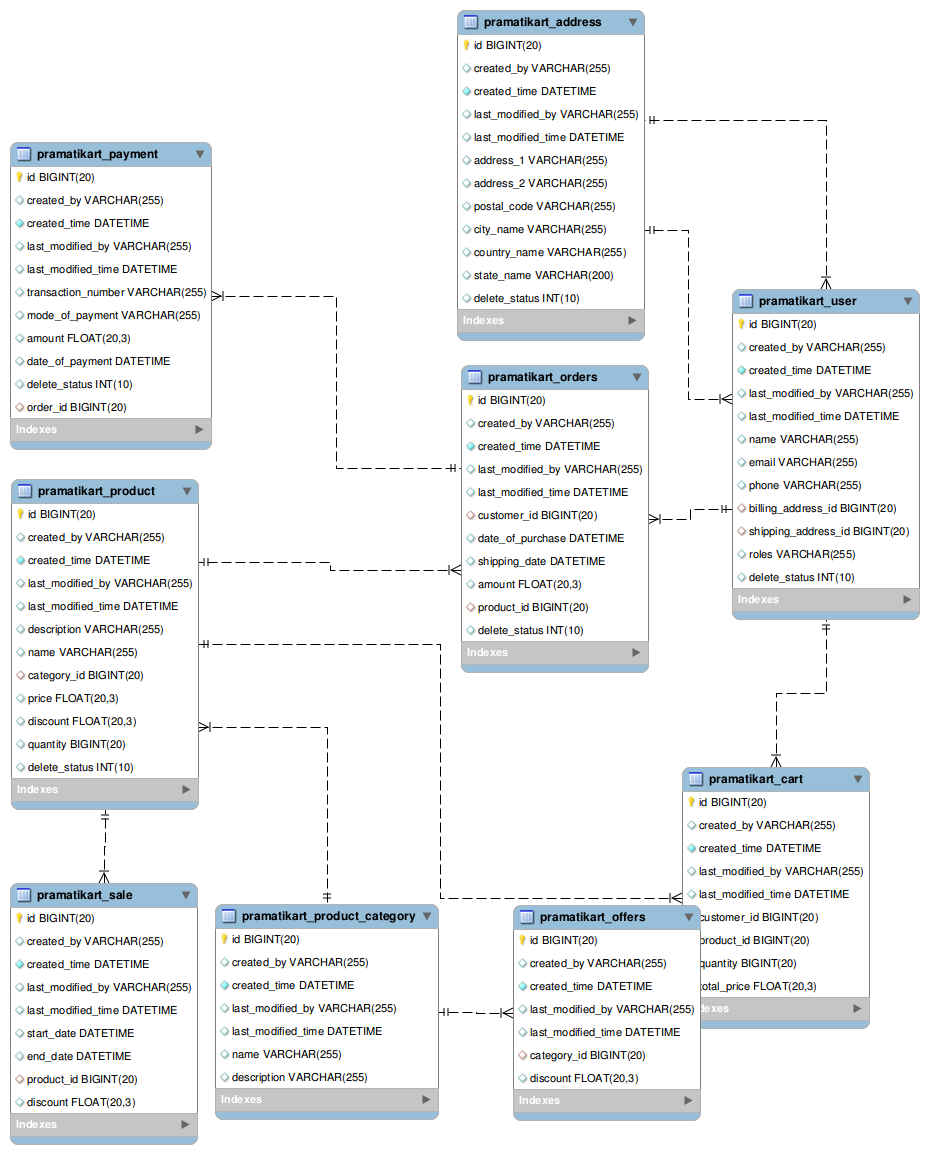 pramatikart_address
id BIGINT(20)
created_by VARCHAR(255)
created_time DATETIME
last_modified_by VARCHAR(255)
last_modified_time DATETIME
address_1 VARCHAR(255)
address_2 VARCHAR(255)
postal_code VARCHAR(255)
city_name VARCHAR(255)
country_name VARCHAR(255)
state_name VARCHAR(200)
delete_status INT(10)
Indexes
pramatikart_payment
id BIGINT(20)
created_by VARCHAR(255)
created_time DATETIME
last_modified_by VARCHAR(255)
last_modified_time DATETIME
transaction_number VARCHAR(255)
mode_of_payment VARCHAR(255)
amount FLOAT(20,3)
date_of_payment DATETIME
delete_status INT(10)
order_id BIGINT(20)
Indexes
pramatikart_user
id BIGINT(20)
created_by VARCHAR(255)
created_time DATETIME
last_modified_by VARCHAR(255)
last_modified_time DATETIME
name VARCHAR(255)
email VARCHAR(255)
phone VARCHAR(255)
billing_address_id BIGINT(20)
shipping_address_id BIGINT(20)
roles VARCHAR(255)
delete_status INT(10)
Indexes
pramatikart_orders
id BIGINT(20)
created_by VARCHAR(255)
created_time DATETIME
last_modified_by VARCHAR(255)
last_modified_time DATETIME
customer_id BIGINT(20)
date_of_purchase DATETIME
shipping_date DATETIME
amount FLOAT(20,3)
product_id BIGINT(20)
delete_status INT(10)
Indexes
pramatikart_product
id BIGINT(20)
created_by VARCHAR(255)
created_time DATETIME
last_modified_by VARCHAR(255)
last_modified_time DATETIME
description VARCHAR(255)
name VARCHAR(255)
category_id BIGINT(20)
price FLOAT(20,3)
discount FLOAT(20,3)
quantity BIGINT(20)
delete_status INT(10)
Indexes
pramatikart_cart
id BIGINT(20)
created_by VARCHAR(255)
created_time DATETIME
last_modified_by VARCHAR(255)
last_modified_time DATETIME
customer_id BIGINT(20)
product_id BIGINT(20)
quantity BIGINT(20)
total_price FLOAT(20,3)
dexes
pramatikart_sale
id BIGINT(20)
created_by VARCHAR(255)
created_time DATETIME
last_modified_by VARCHAR(255)
last_modified_time DATETIME
start_date DATETIME
end_date DATETIME
product_id BIGINT(20)
discount FLOAT(20,3)
Indexes
pramatikart_product_category
id BIGINT(20)
created_by VARCHAR(255)
created_time DATETIME
last_modified_by VARCHAR(255)
last_modified_time DATETIME
name VARCHAR(255)
description VARCHAR(255)
Indexes
pramatikart_offers
id BIGINT(20)
created_by VARCHAR(255)
created_time DATETIME
last_modified_by VARCHAR(255)
last_modified_time DATETIME
category_id BIGINT(20)
discount FLOAT(20,3)
Indexes